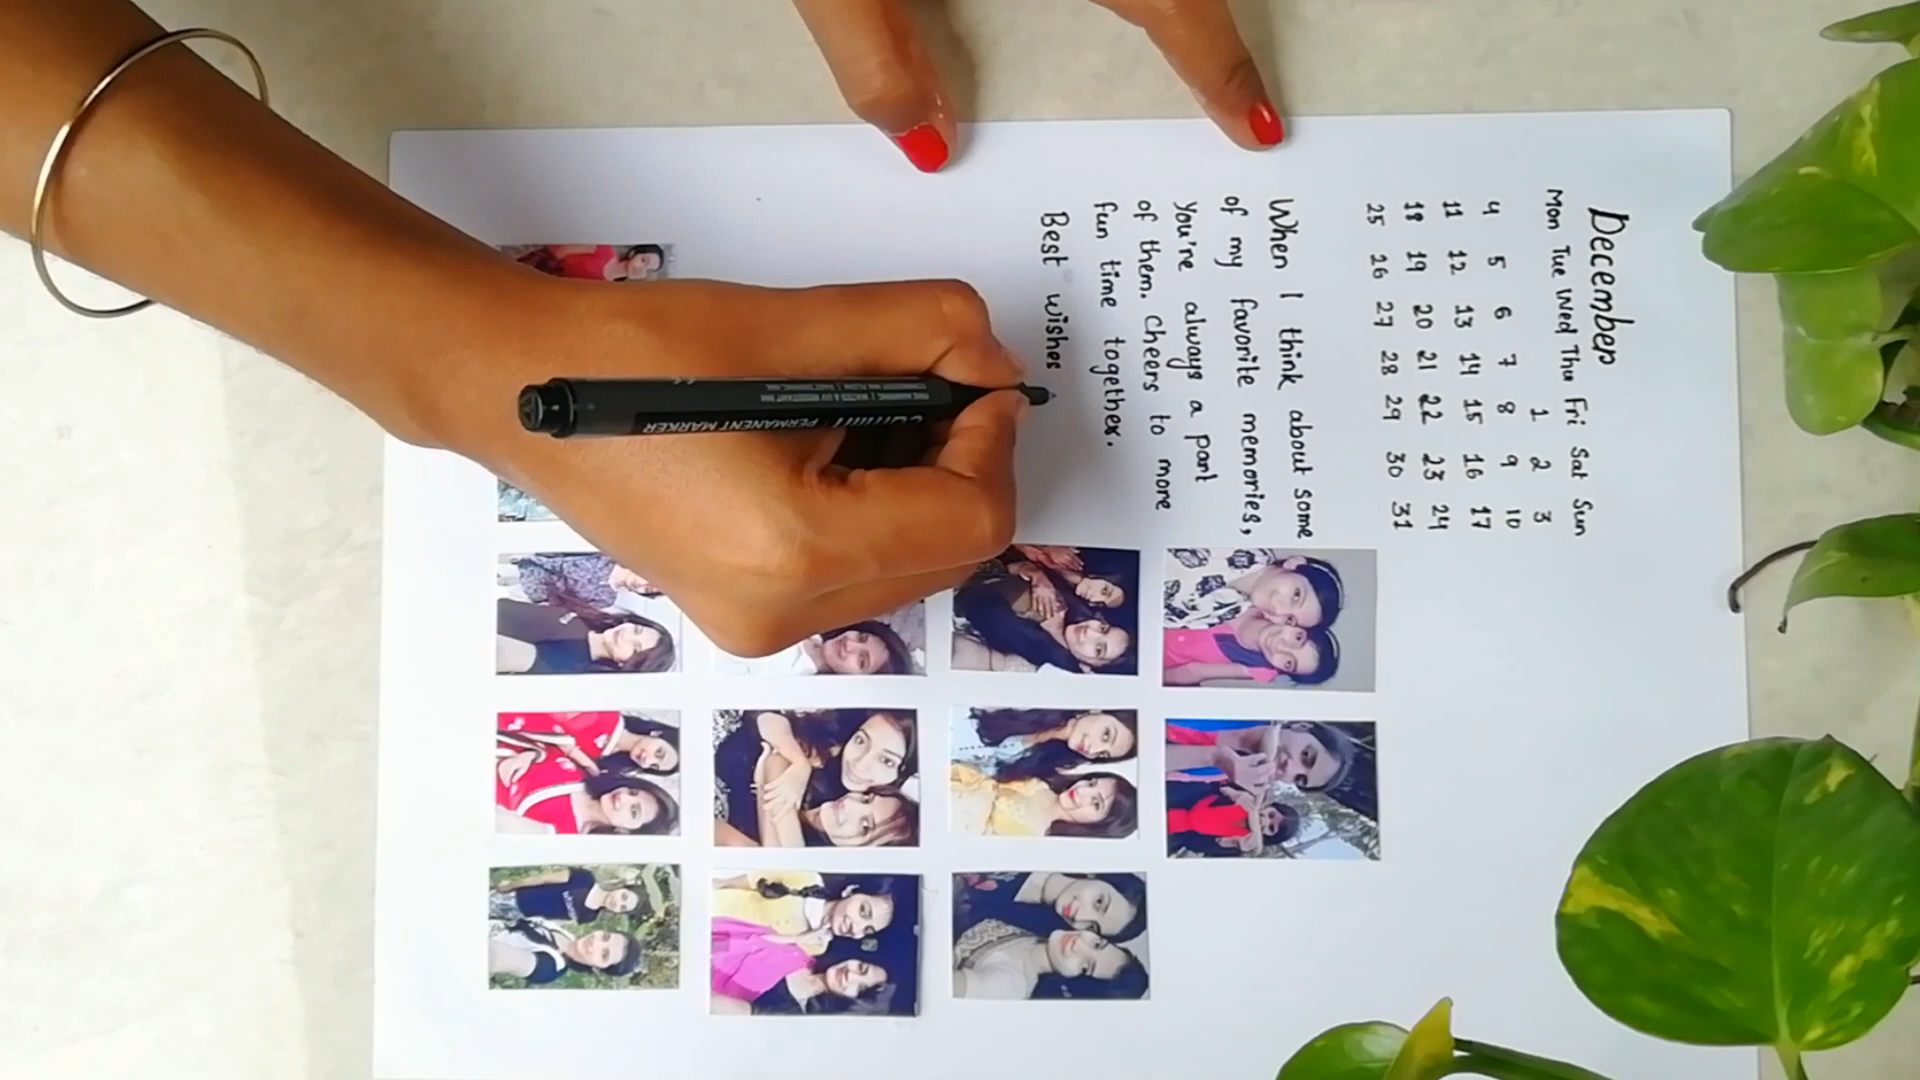 December
Mon Tue Wed Thu Fri Sat Sun
1 2 3
4 5 6 7 8 9 10
11 12 13 14 15 16 17
18 19 20 21 22 23 24
25 26 27 28 29 30 31
When I think about some
of my favorite memories,
You're always a part
of them. Cheers to more
fun time together.
Best wishes
PERMANENT MARKER